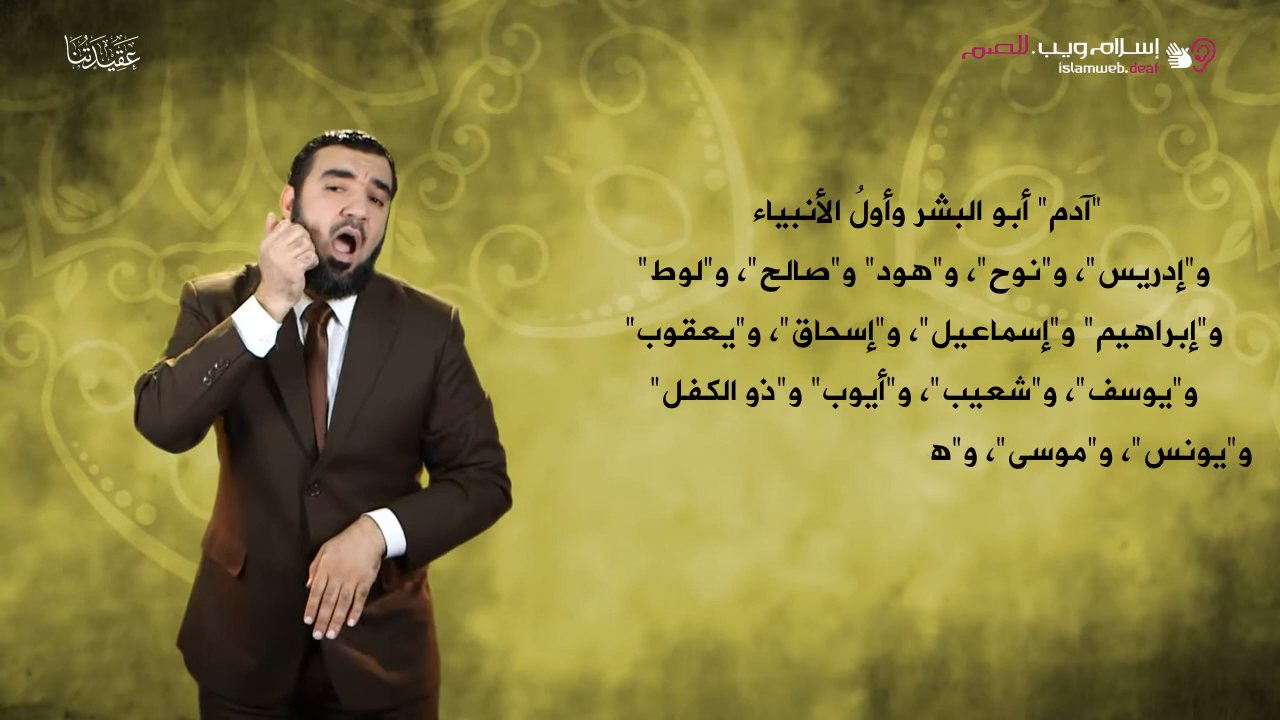 عَقِيدَتُنَا
إسلام ويب.للصم
islamweb.deaf
"آدم" أبو البشر وأولُ الأنبياء
و"إدريس"، و"نوح"، و"هود" و"صالح"، و"لوط"
و"إبراهيم" و"إسماعيل"، و"إسحاق"، و"يعقوب"
و"يوسف"، و"شعيب"، و"أيوب" و"ذو الكفل"
و"يونس"، و"موسى"، و"ه